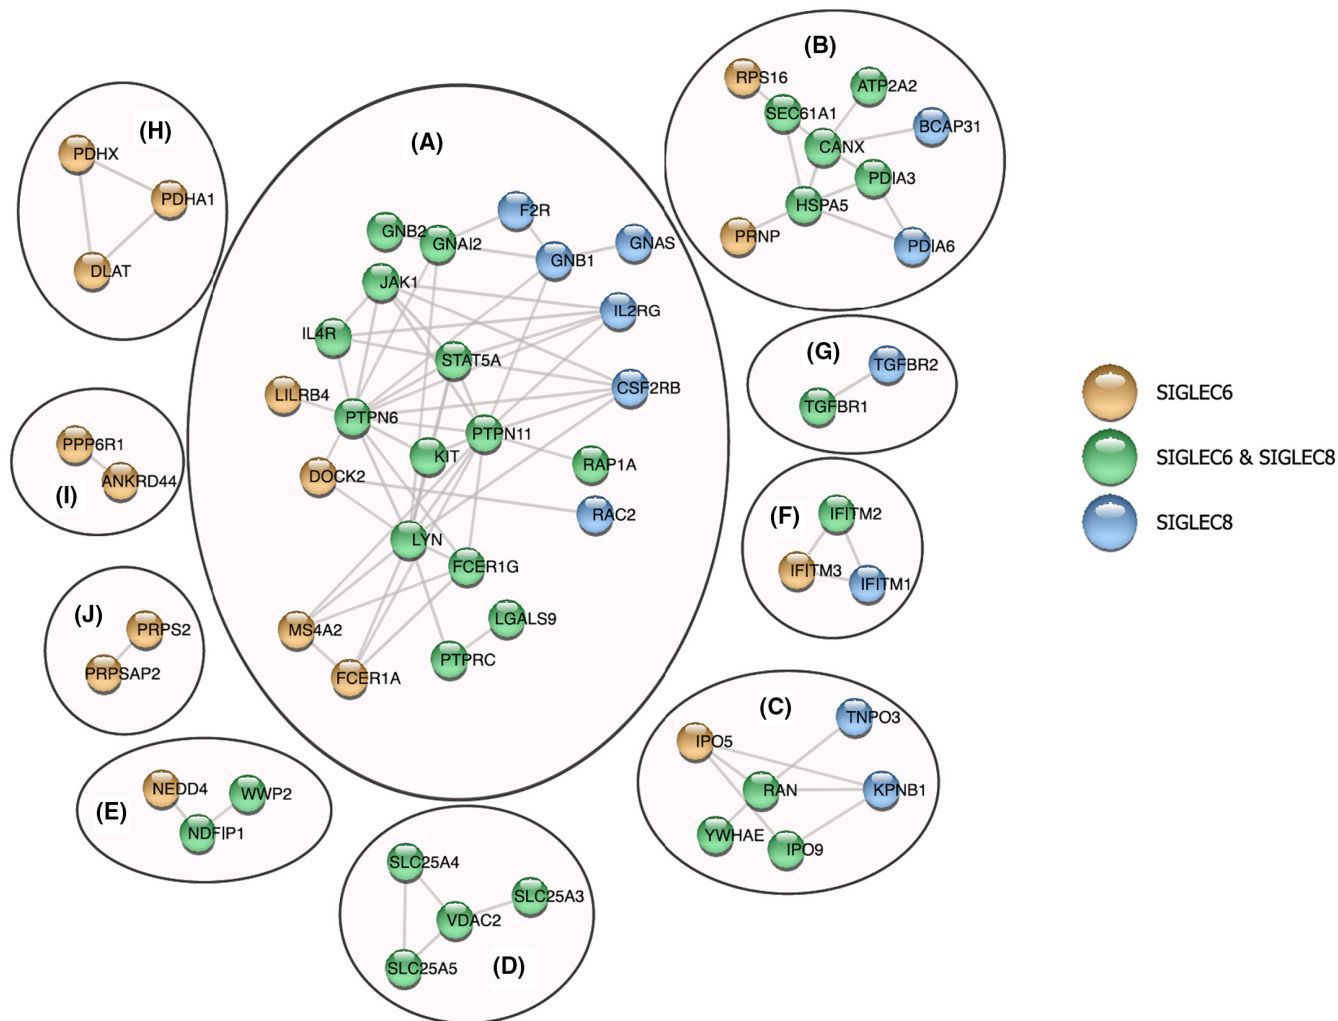 (B)
RPS16
ATP2A2
SEC61A1
BCAP31
CANX
PDIA3
HSPA5
PRNP
PDIA6
(H)
PDHX
PDHA1
DLAT
(A)
F2R
GNB2
GNAI2
GNAS
GNB1
JAK1
IL2RG
IL4R
STAT5A
CSF2RB
LILRB4
PTPN6
PTPN11
KIT
RAP1A
DOCK2
RAC2
LYN
FCER1G
LGALS9
MS4A2
PTPRC
FCER1A
(G)
TGFBR2
TGFBR1
SIGLEC6
SIGLEC6 & SIGLEC8
SIGLEC8
PPP6R1
ANKRD44
(I)
(F)
IFITM2
IFITM3
IFITM1
(J)
PRPS2
PRPSAP2
(C)
TNPO3
IPO5
RAN
KPNB1
YWHAE
IPO9
NEDD4
WWP2
(E)
NDFIP1
SLC25A4
SLC25A3
VDAC2
SLC25A5
(D)